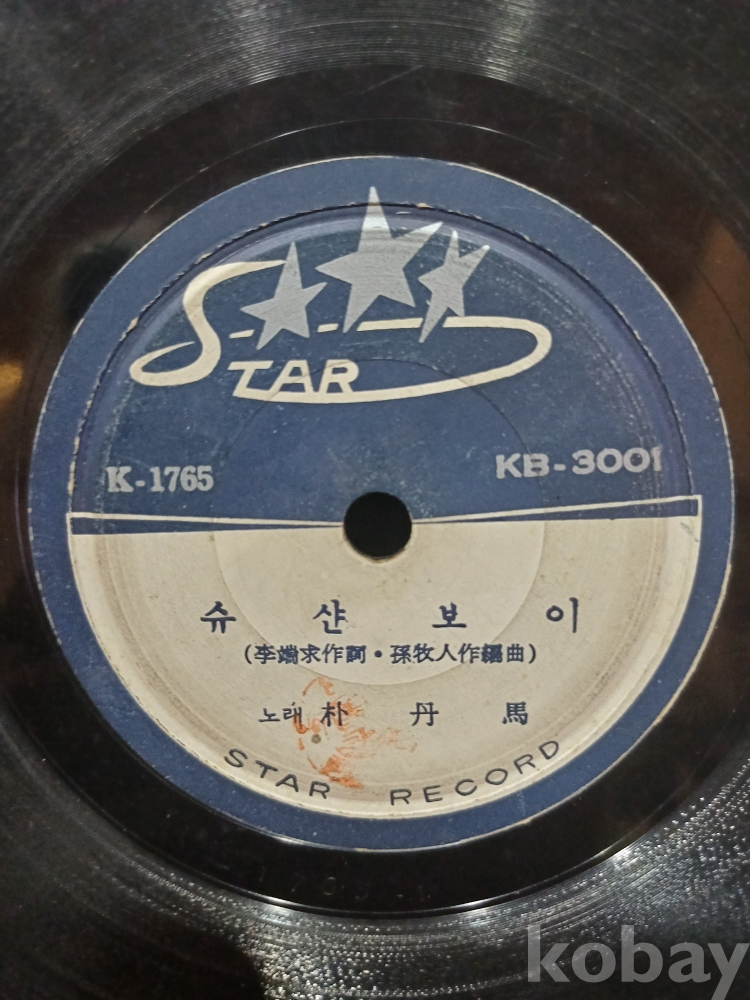 STAR
K-1765
KB-3001
슈샨보이
(李端求作詞·孫牧人作編曲)
노래 朴丹馬
STAR RECORD
kobay